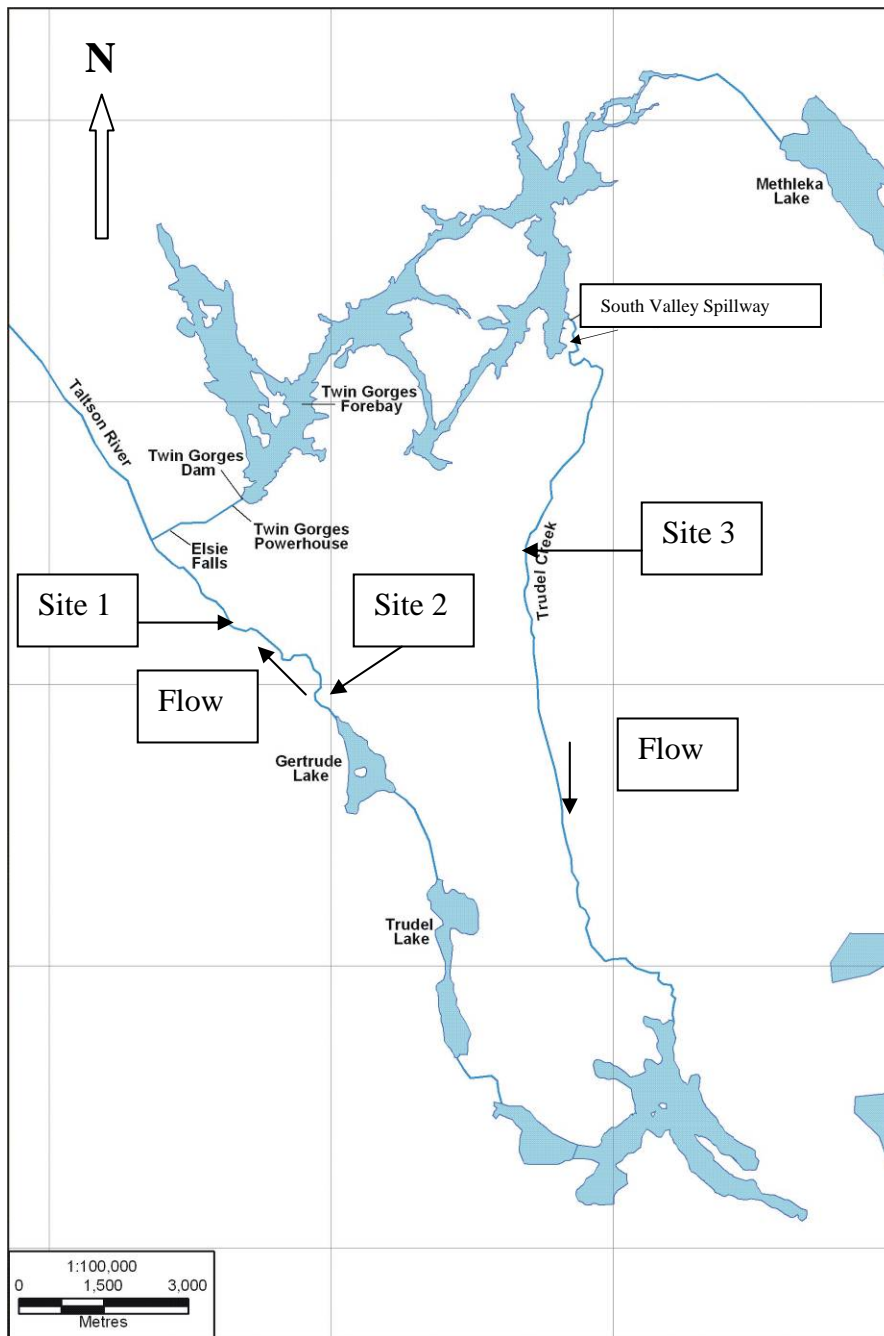 N
Methleka
Lake
South Valley Spillway
Taltson River
Twin Gorges
Forebay
Twin Gorges
Dam
Twin Gorges
Powerhouse
Elsie
Falls
Site 3
Trudel Creek
Site 1
Site 2
Flow
Flow
Gertrude
Lake
Trudel
Lake
1:100,000
0 1,500 3,000
Metres